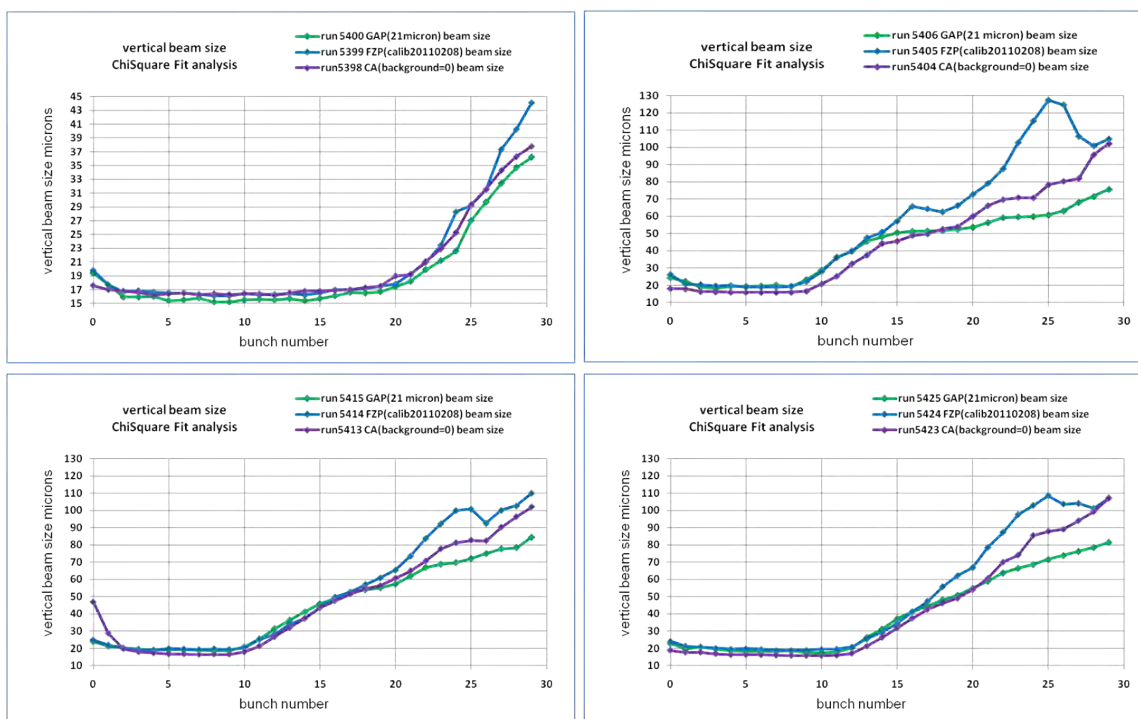 vertical beam size
ChiSquare Fit analysis
run 5400 GAP(21micron) beam size
run 5399 FZP(calib20110208) beam size
run5398 CA(background=0) beam size
vertical beam size microns
45
43
41
39
37
35
33
31
29
27
25
23
21
19
17
15
0 5 10 15 20 25 30
bunch number
vertical beam size
ChiSquare Fit analysis
run 5406 GAP(21 micron) beam size
run 5405 FZP(calib20110208) beam size
run5404 CA(background=0) beam size
vertical beam size microns
130
120
110
100
90
80
70
60
50
40
30
20
10
0 5 10 15 20 25 30
bunch number
vertical beam size
ChiSquare Fit analysis
run 5415 GAP(21 micron) beam size
run 5414 FZP(calib20110208) beam size
run5413 CA(background=0) beam size
vertical beam size microns
130
120
110
100
90
80
70
60
50
40
30
20
10
0 5 10 15 20 25 30
bunch number
vertical beam size
ChiSquare Fit analysis
run 5425 GAP(21micron) beam size
run 5424 FZP(calib20110208) beam size
run5423 CA(background=0) beam size
vertical beam size microns
130
120
110
100
90
80
70
60
50
40
30
20
10
0 5 10 15 20 25 30
bunch number